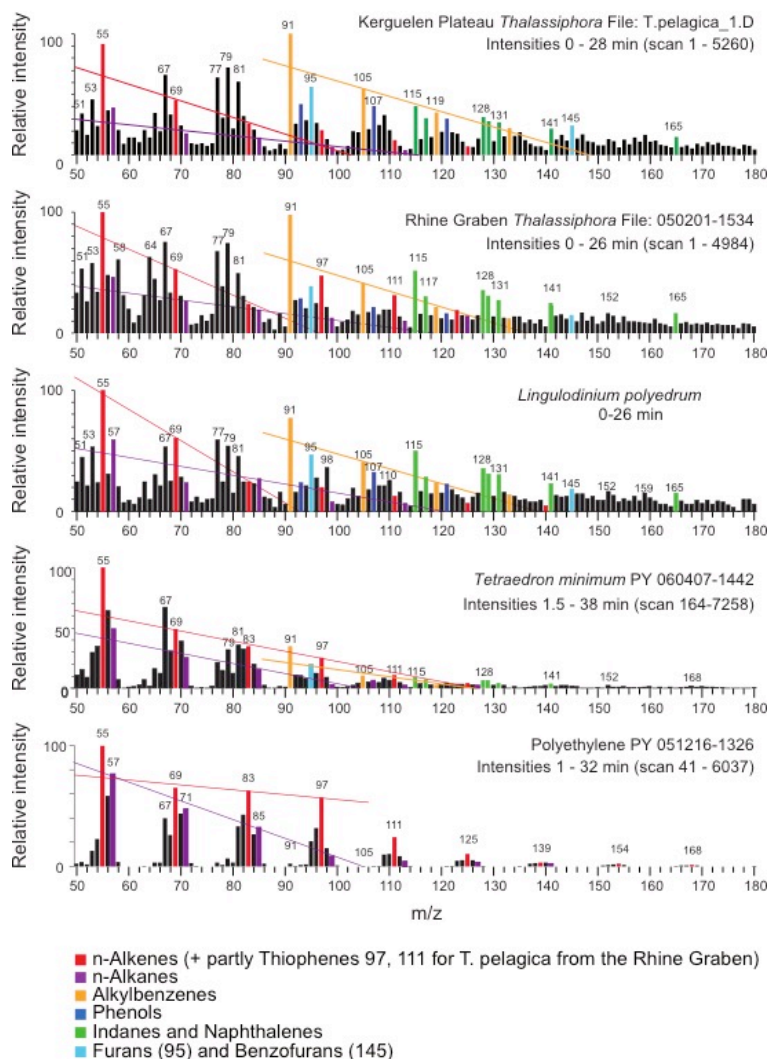 Kerguelen Plateau Thalassiphora File: T.pelagica_1.D
Intensities 0 - 28 min (scan 1 - 5260)
Relative intensity
100
0
51 53 55 67 69 77 79 81 91 95 105 107 115 119 128 131 141 145 165
50 60 70 80 90 100 110 120 130 140 150 160 170 180
Rhine Graben Thalassiphora File: 050201-1534
Intensities 0 - 26 min (scan 1 - 4984)
Relative intensity
100
0
51 53 55 58 64 67 69 77 79 81 91 95 97 105 111 115 117 128 131 141 152 165
50 60 70 80 90 100 110 120 130 140 150 160 170 180
Lingulodinium polyedrum
0-26 min
Relative intensity
100
0
51 53 55 57 67 69 77 79 81 91 95 98 105 107 110 115 128 131 141 145 152 159 165
50 60 70 80 90 100 110 120 130 140 150 160 170 180
Tetraedron minimum PY 060407-1442
Intensities 1.5 - 38 min (scan 164-7258)
Relative intensity
100
50
0
55 67 69 79 81 83 91 97 105 111 115 128 141 152 168
50 60 70 80 90 100 110 120 130 140 150 160 170 180
Polyethylene PY 051216-1326
Intensities 1 - 32 min (scan 41 - 6037)
Relative intensity
100
0
55 57 67 69 71 83 85 91 97 105 111 125 139 154 168
50 60 70 80 90 100 110 120 130 140 150 160 170 180
m/z
n-Alkenes (+ partly Thiophenes 97, 111 for T. pelagica from the Rhine Graben)
n-Alkanes
Alkylbenzenes
Phenols
Indanes and Naphthalenes
Furans (95) and Benzofurans (145)